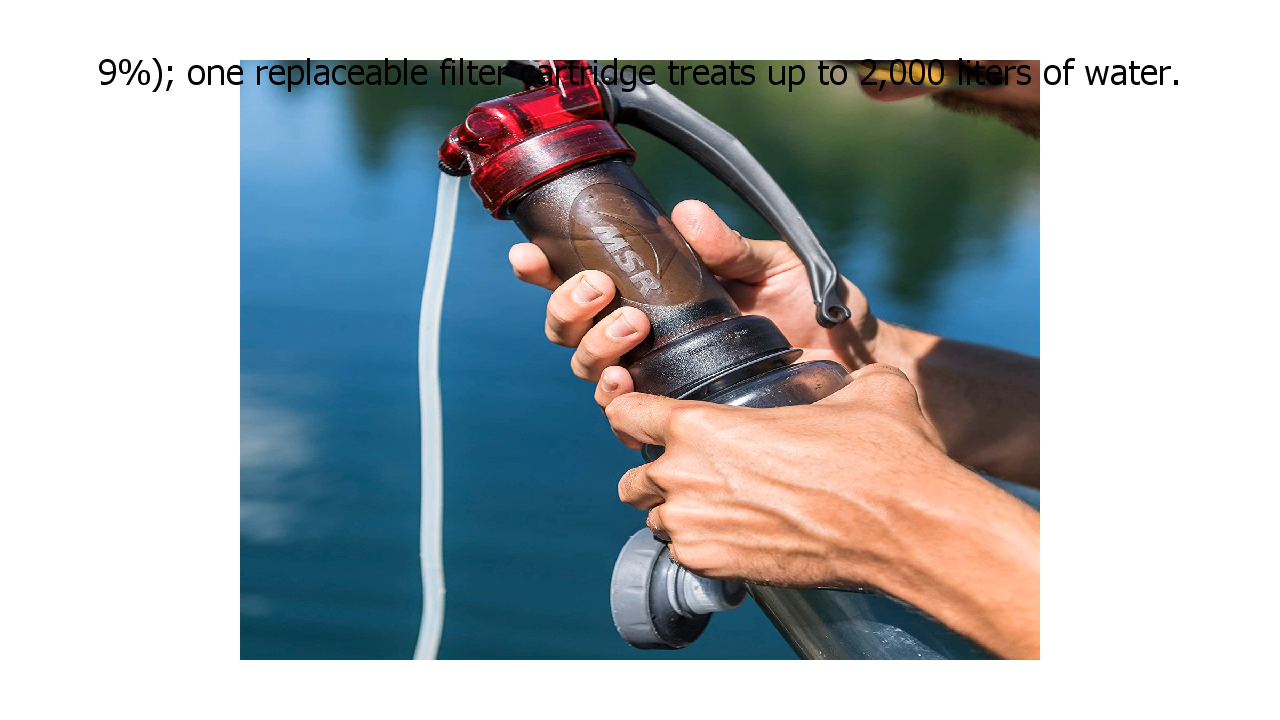 9%); one replaceable filter cartridge treats up to 2,000 liters of water.
MSR